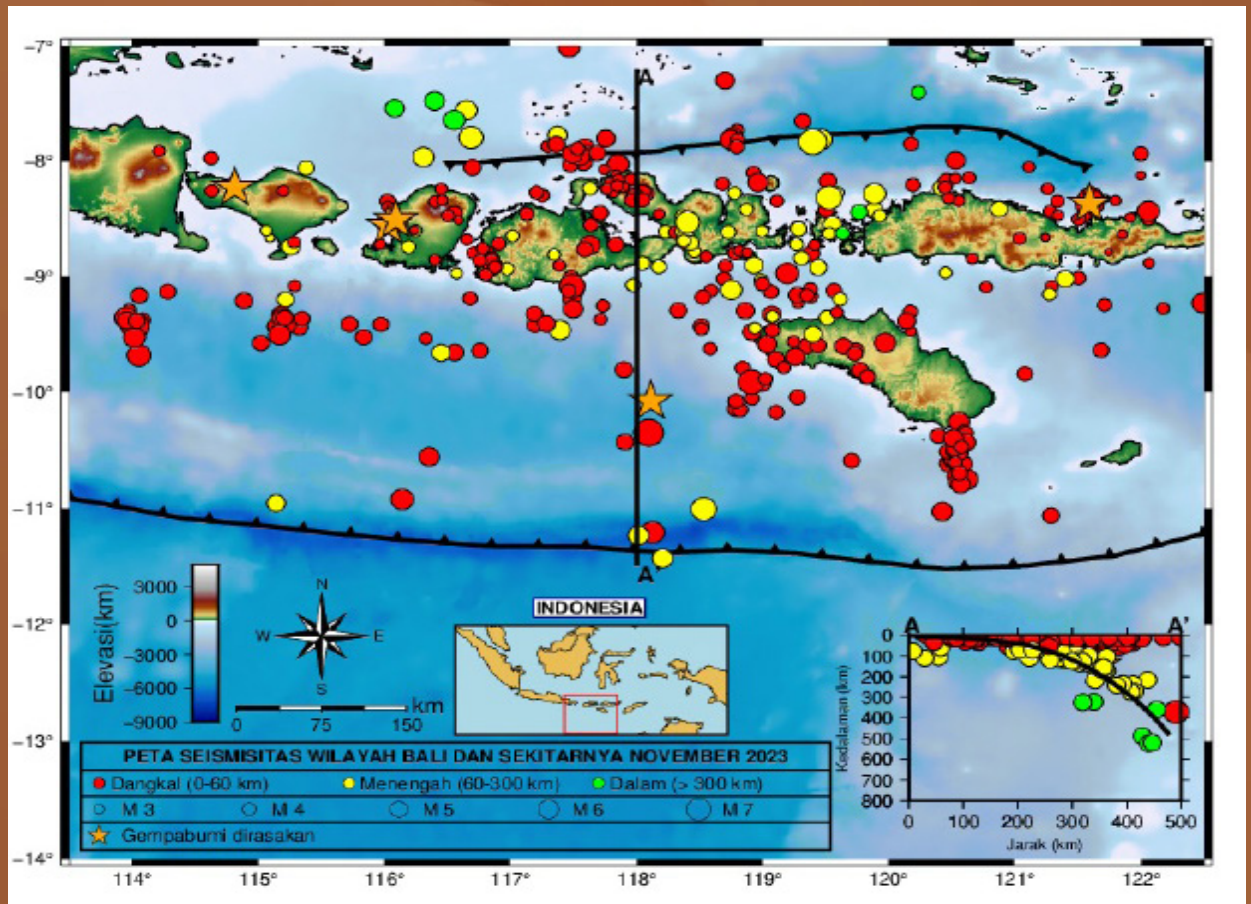 −7°
−8°
−9°
−10°
−11°
−12°
−13°
−14°
A
A'
Elevasi(km)
3000
0
−3000
−6000
−9000
N
W E
S
km
0 75 150
INDONESIA
A A'
Kedalaman (km)
0
100
200
300
400
500
600
700
800
0 100 200 300 400 500
Jarak (km)
PETA SEISMISITAS WILAYAH BALI DAN SEKITARNYA NOVEMBER 2023
Dangkal (0-60 km) Menengah (60-300 km) Dalam (> 300 km)
M 3 M 4 M 5 M 6 M 7
Gempabumi dirasakan
114° 115° 116° 117° 118° 119° 120° 121° 122°